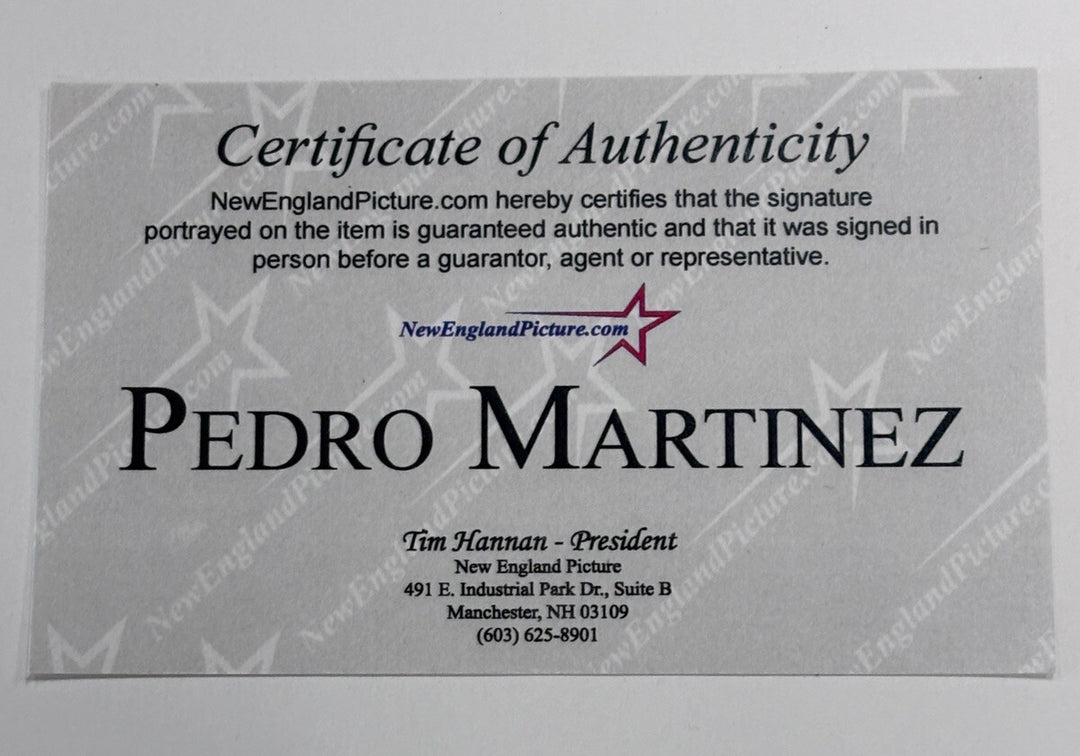 Certificate of Authenticity
NewEnglandPicture.com hereby certifies that the signature
portrayed on the item is guaranteed authentic and that it was signed in
person before a guarantor, agent or representative.
NewEnglandPicture.com
PEDRO MARTINEZ
Tim Hannan - President
New England Picture
491 E. Industrial Park Dr., Suite B
Manchester, NH 03109
(603) 625-8901